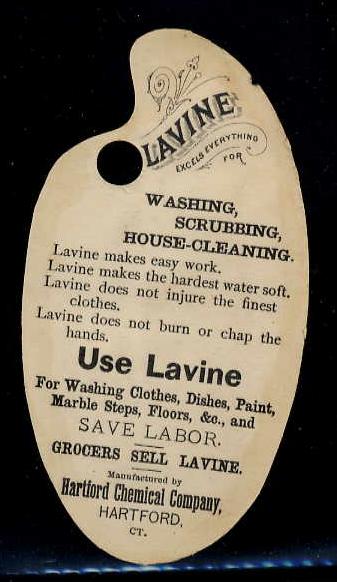 LAVINE
EXCELS EVERYTHING
FOR
WASHING,
SCRUBBING,
HOUSE-CLEANING.
Lavine makes easy work.
Lavine makes the hardest water soft.
Lavine does not injure the finest
clothes.
Lavine does not burn or chap the
hands.
Use Lavine
For Washing Clothes, Dishes, Paint,
Marble Steps, Floors, &c., and
SAVE LABOR.
GROCERS SELL LAVINE.
Manufactured by
Hartford Chemical Company,
HARTFORD,
CT.